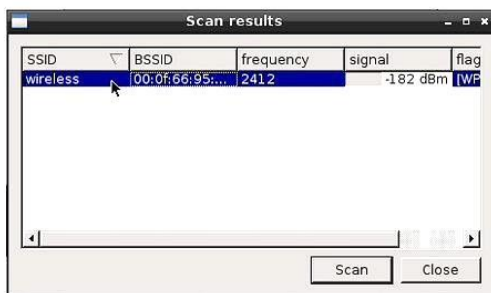 Scan results
SSID BSSID frequency signal flag
wireless 00:0f:66:95:... 2412 -182 dBm [WP
Scan Close